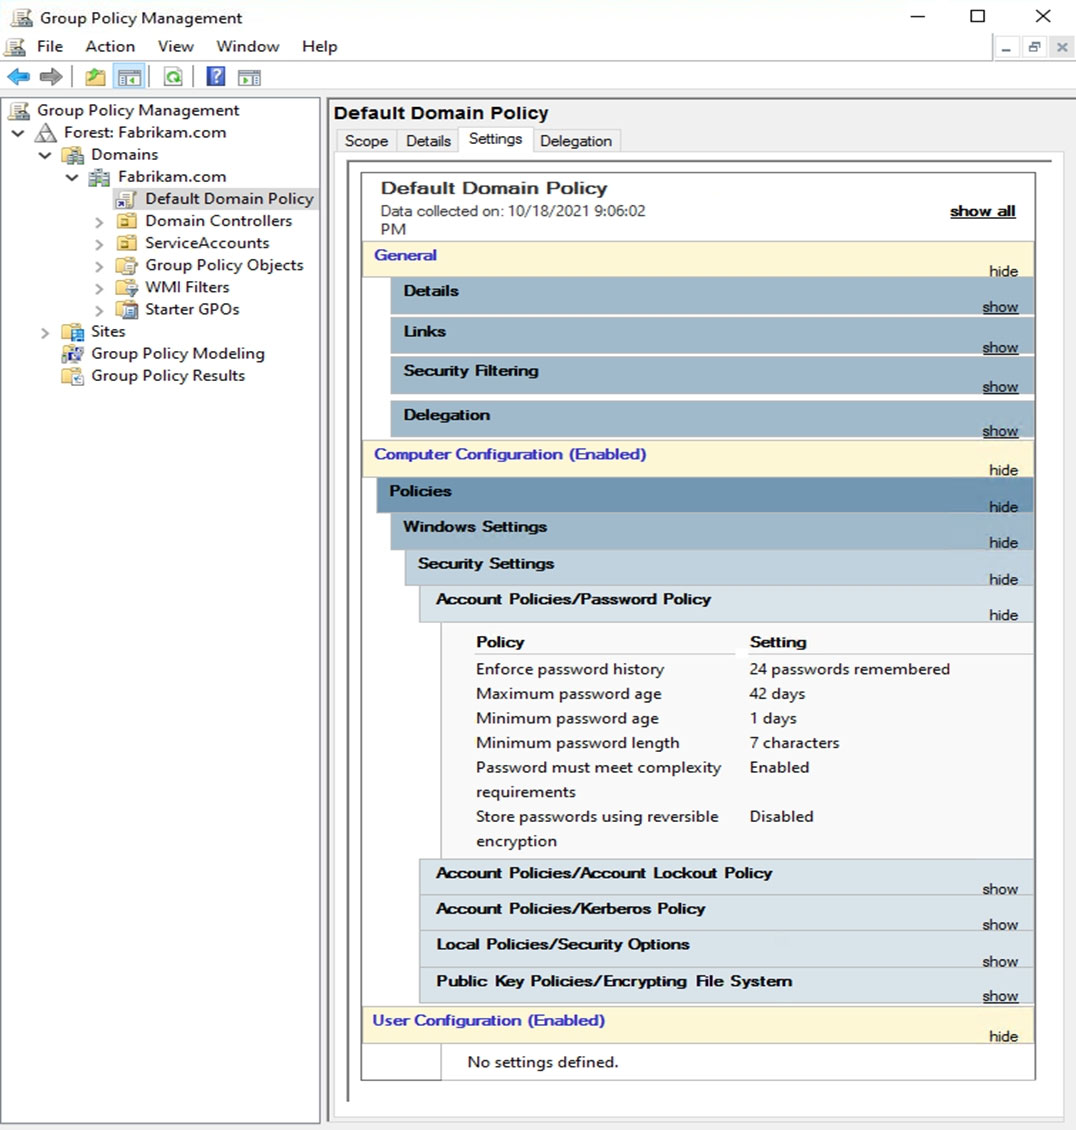 Group Policy Management
File Action View Window Help
Group Policy Management
Forest: Fabrikam.com
Domains
Fabrikam.com
Default Domain Policy
Domain Controllers
ServiceAccounts
Group Policy Objects
WMI Filters
Starter GPOs
Sites
Group Policy Modeling
Group Policy Results
Default Domain Policy
Scope Details Settings Delegation
Default Domain Policy
Data collected on: 10/18/2021 9:06:02
PM
show all
General
hide
Details
show
Links
show
Security Filtering
show
Delegation
show
Computer Configuration (Enabled)
hide
Policies
hide
Windows Settings
hide
Security Settings
hide
Account Policies/Password Policy
hide
Policy Setting
Enforce password history 24 passwords remembered
Maximum password age 42 days
Minimum password age 1 days
Minimum password length 7 characters
Password must meet complexity Enabled
requirements
Store passwords using reversible Disabled
encryption
Account Policies/Account Lockout Policy
show
Account Policies/Kerberos Policy
show
Local Policies/Security Options
show
Public Key Policies/Encrypting File System
show
User Configuration (Enabled)
hide
No settings defined.